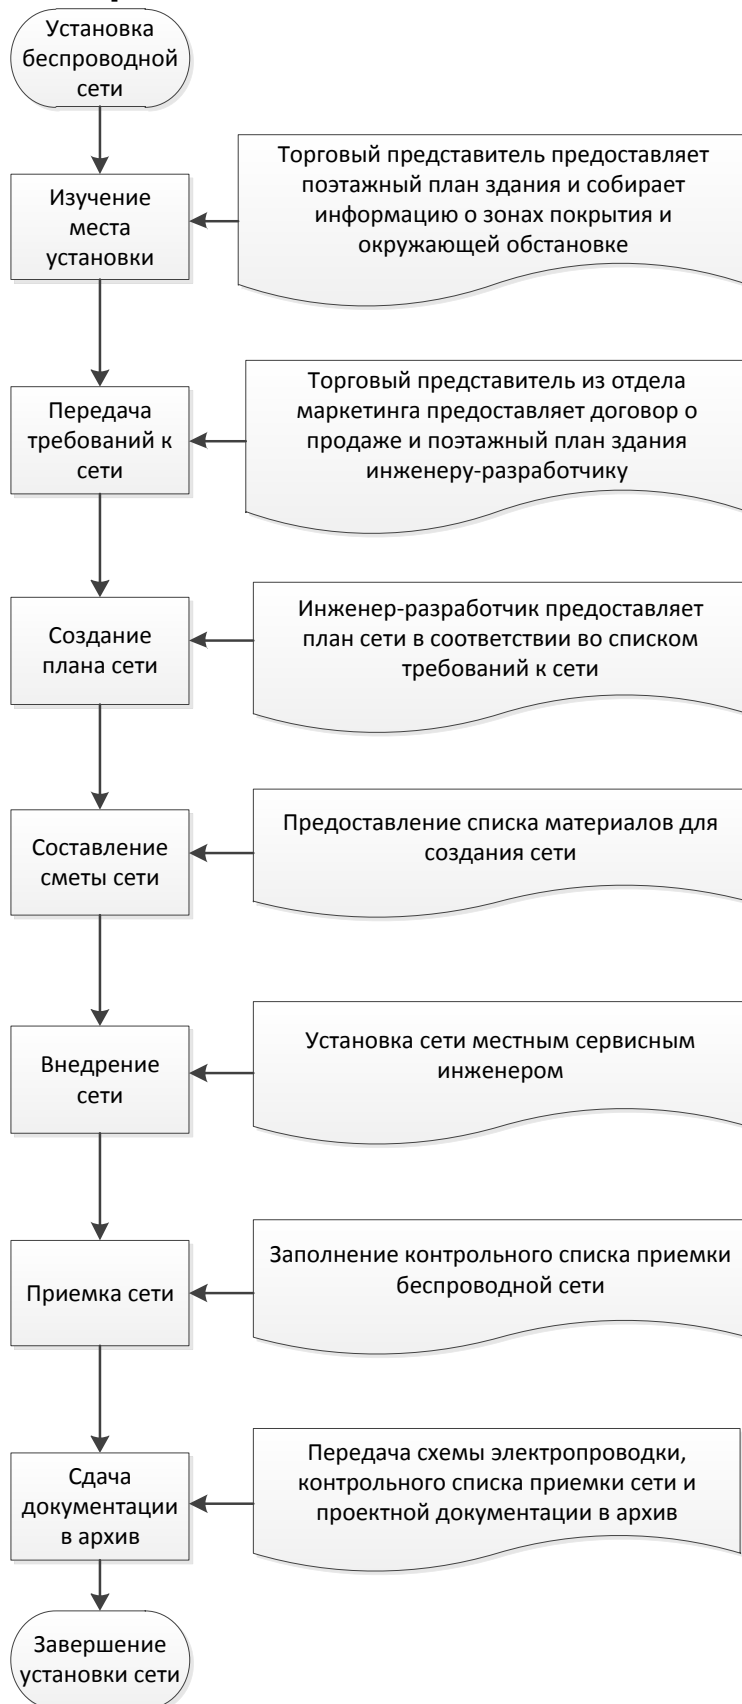 Установка
беспроводной
сети
Торговый представитель предоставляет
поэтажный план здания и собирает
информацию о зонах покрытия и
окружающей обстановке
Изучение
места
установки
Торговый представитель из отдела
маркетинга предоставляет договор о
продаже и поэтажный план здания
инженеру-разработчику
Передача
требований к
сети
Инженер-разработчик предоставляет
план сети в соответствии во списком
требований к сети
Создание
плана сети
Предоставление списка материалов для
создания сети
Составление
сметы сети
Установка сети местным сервисным
инженером
Внедрение
сети
Заполнение контрольного списка приемки
беспроводной сети
Приемка сети
Передача схемы электропроводки,
контрольного списка приемки сети и
проектной документации в архив
Сдача
документации
в архив
Завершение
установки сети